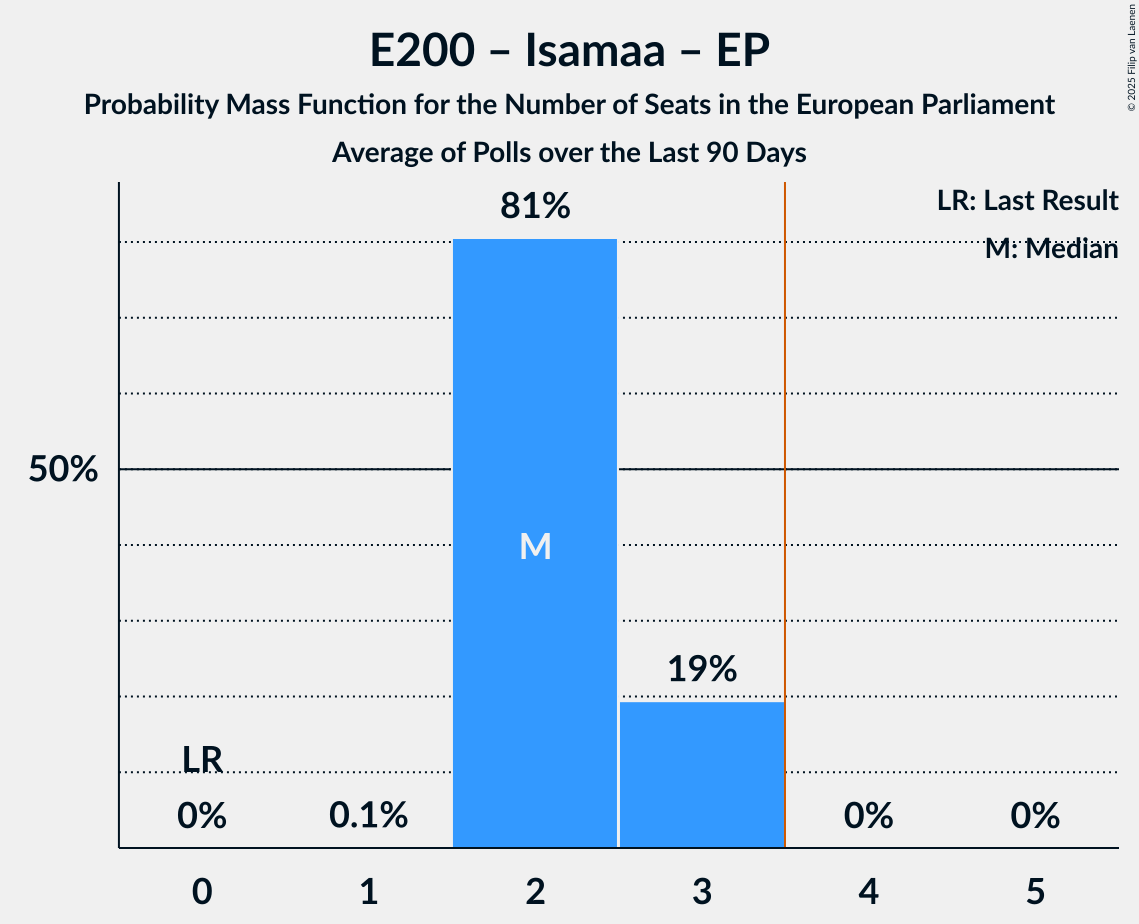 E200 – Isamaa – EP
Probability Mass Function for the Number of Seats in the European Parliament
Average of Polls over the Last 90 Days
© 2025 Filip van Laenen
LR: Last Result
M: Median
81%
50%
M
19%
LR
0%
0.1%
0%
0%
0
1
2
3
4
5